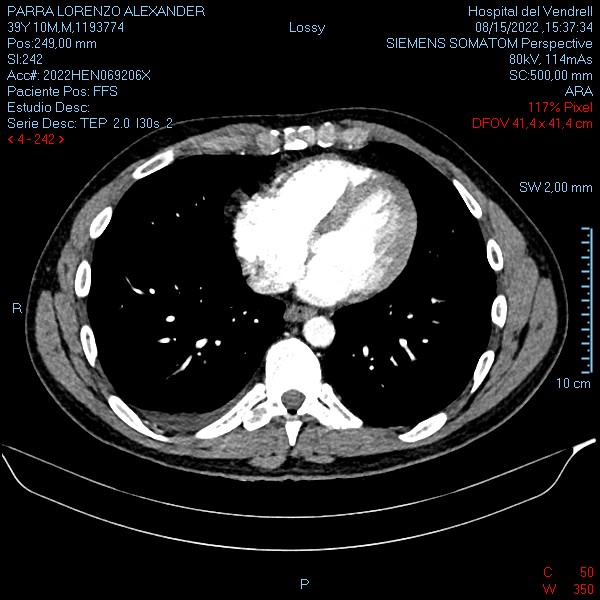 PARRA LORENZO ALEXANDER
39Y 10M,M,1193774
Pos:249,00 mm
SI:242
Acc#: 2022HEN069206X
Paciente Pos: FFS
Estudio Desc:
Serie Desc: TEP 2.0 I30s_2
< 4 - 242 >
Lossy
Hospital del Vendrell
08/15/2022 ,15:37:34
SIEMENS SOMATOM Perspective
80kV, 114mAs
SC:500,00 mm
ARA
117% Pixel
DFOV 41,4 x 41,4 cm
SW 2,00 mm
R
10 cm
P
C 50
W 350